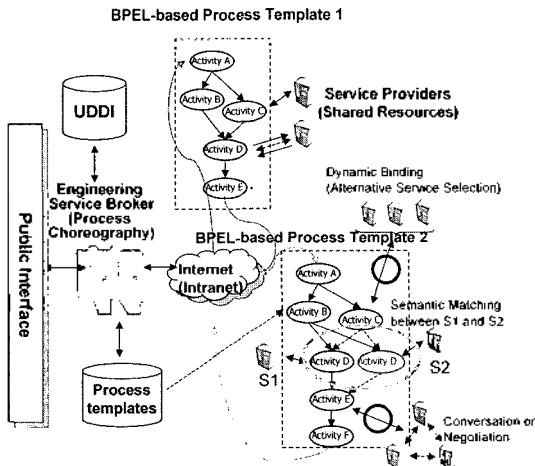 BPEL-based Process Template 1
Activity A
Activity B
Activity C
Activity D
Activity E
UDDI
Service Providers
(Shared Resources)
Public Interface
Engineering
Service Broker
(Process
Choreography)
Internet
(Intranet)
Process
templates
Dynamic Binding
(Alternative Service Selection)
BPEL-based Process Template 2
Activity A
Activity B
Activity C
Activity D
Activity D
Activity E
Activity F
Semantic Matching
between S1 and S2
S1
S2
Conversation or
Negotiation